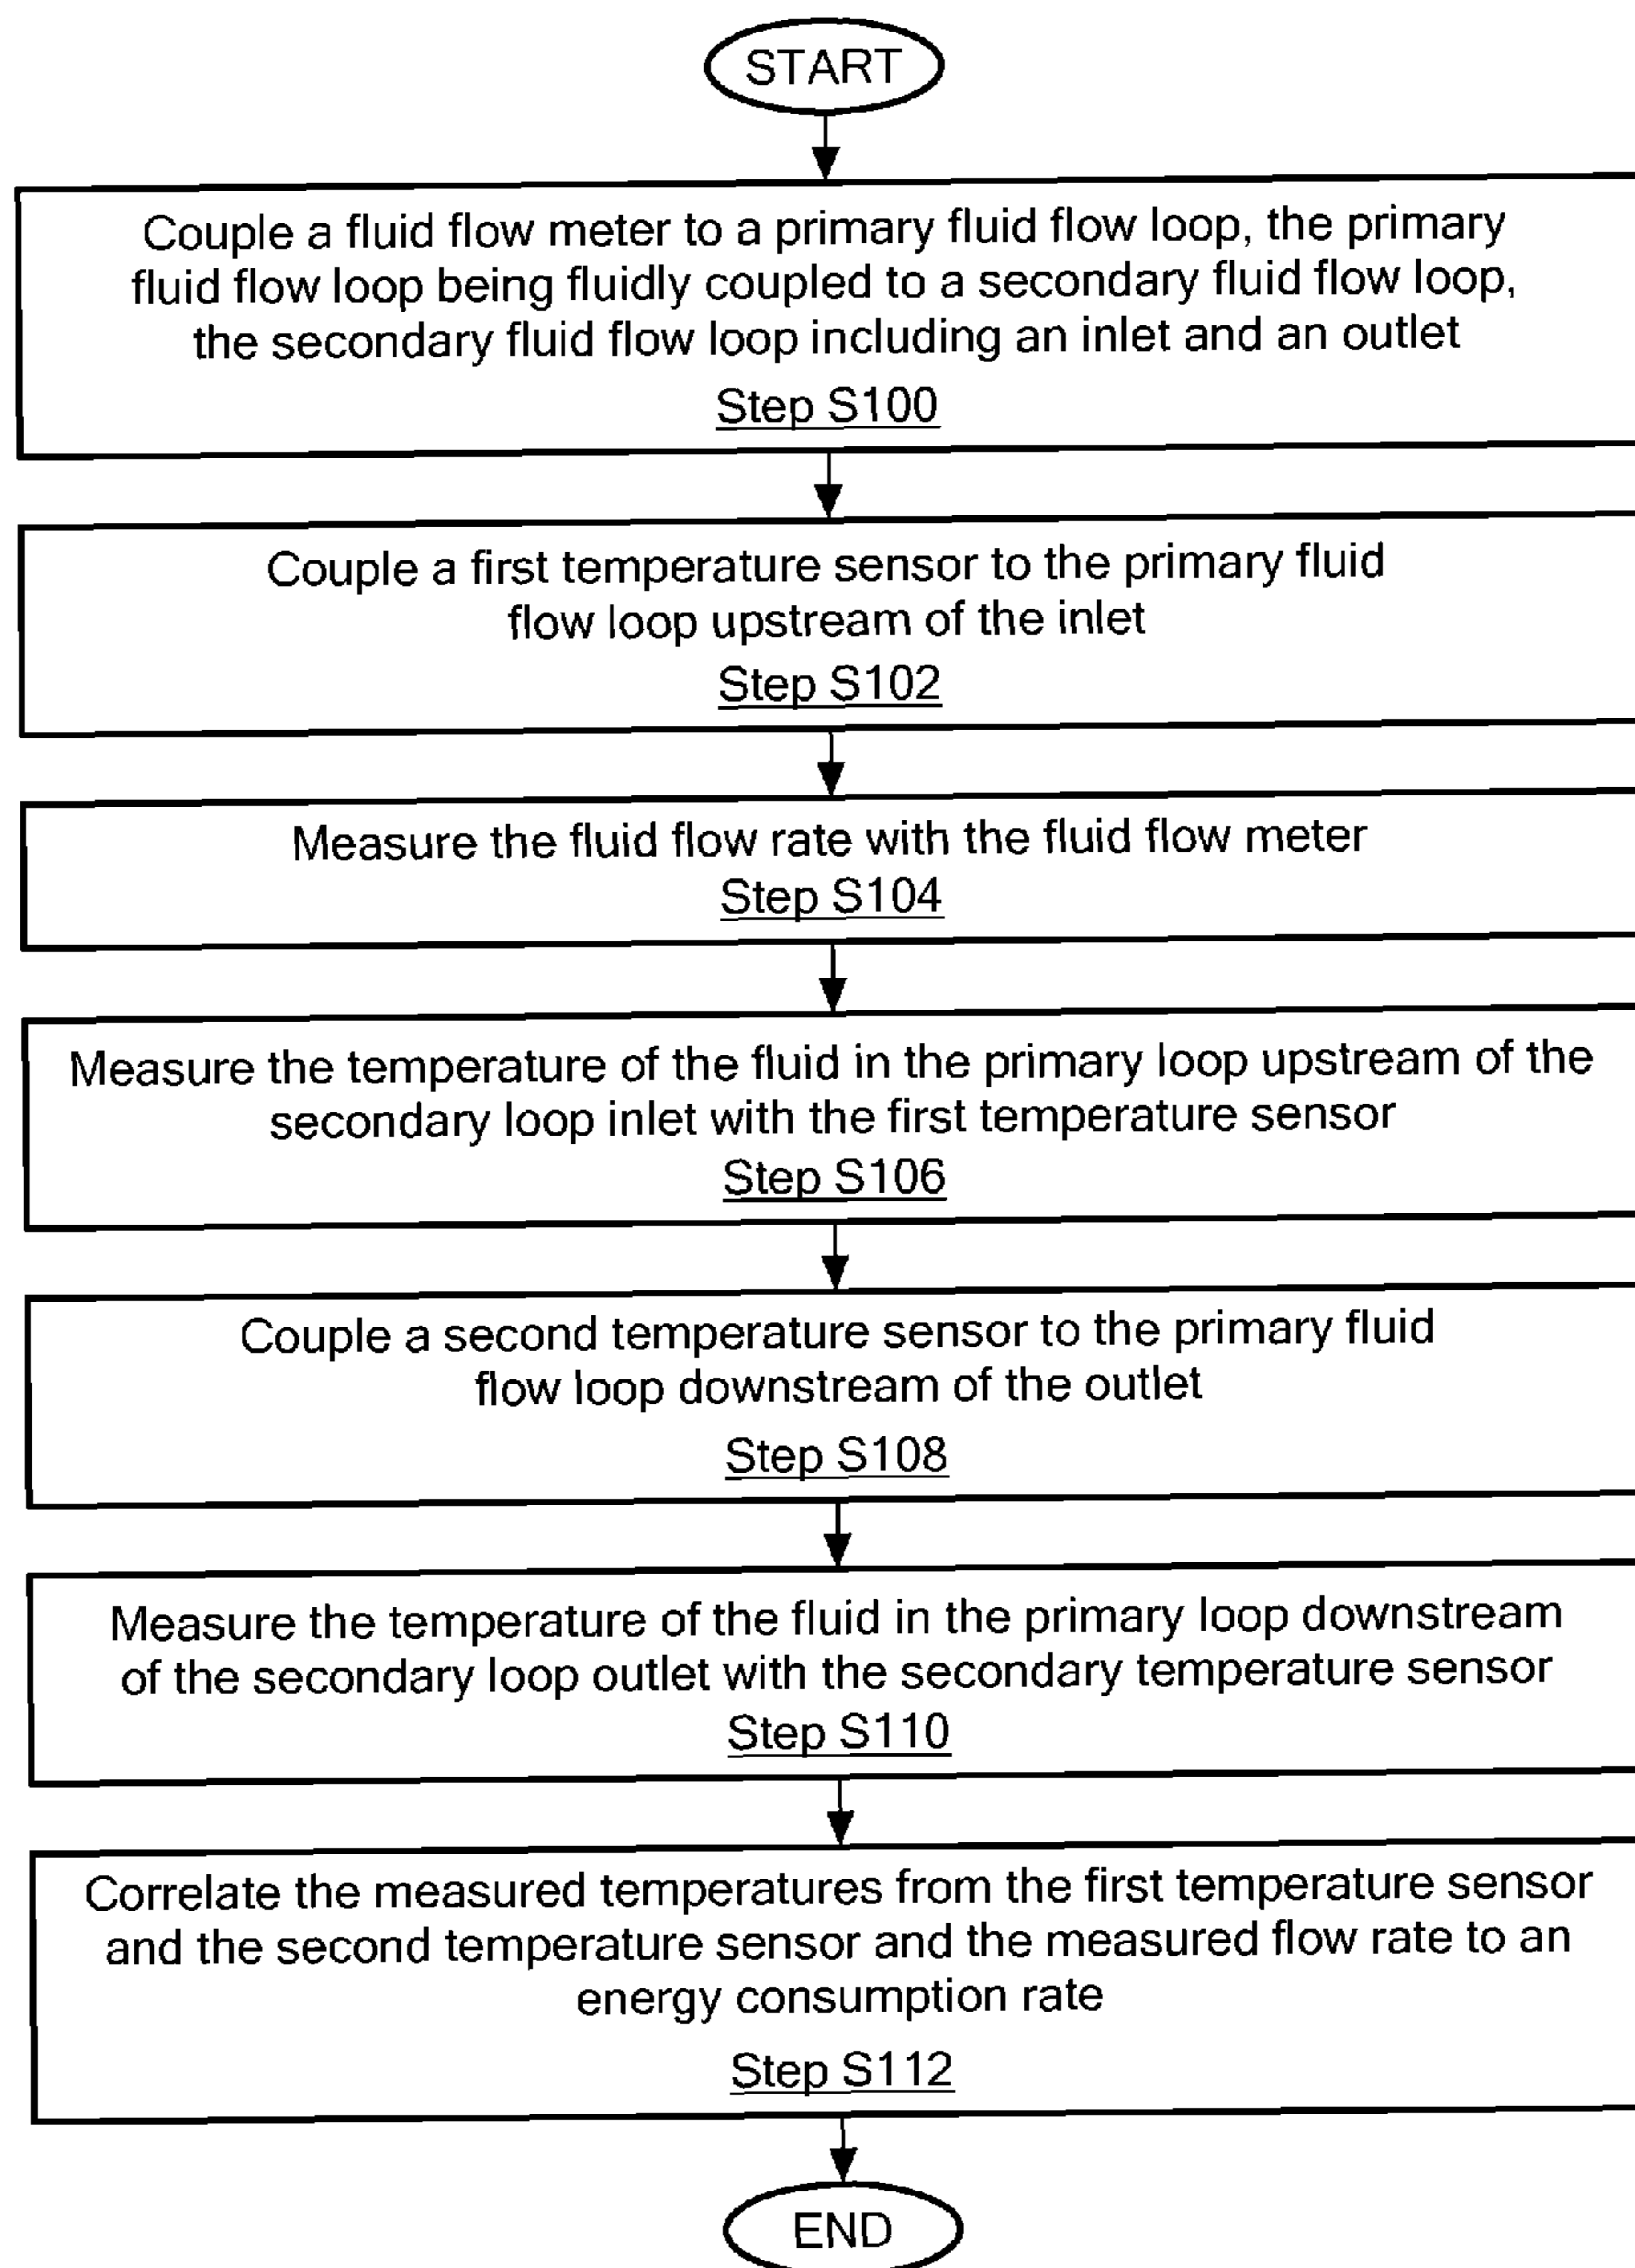 START
Couple a fluid flow meter to a primary fluid flow loop, the primary
fluid flow loop being fluidly coupled to a secondary fluid flow loop,
the secondary fluid flow loop including an inlet and an outlet
Step S100
Couple a first temperature sensor to the primary fluid
flow loop upstream of the inlet
Step S102
Measure the fluid flow rate with the fluid flow meter
Step S104
Measure the temperature of the fluid in the primary loop upstream of the
secondary loop inlet with the first temperature sensor
Step S106
Couple a second temperature sensor to the primary fluid
flow loop downstream of the outlet
Step S108
Measure the temperature of the fluid in the primary loop downstream
of the secondary loop outlet with the secondary temperature sensor
Step S110
Correlate the measured temperatures from the first temperature sensor
and the second temperature sensor and the measured flow rate to an
energy consumption rate
Step S112
END